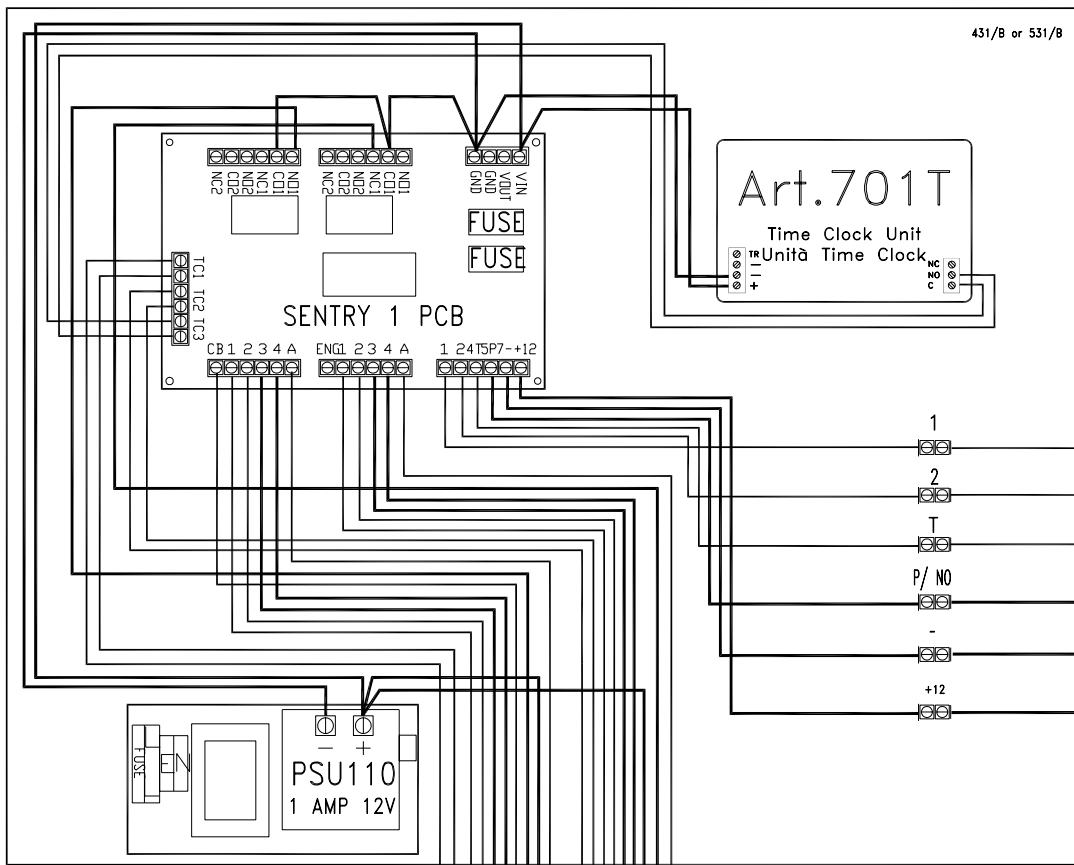 431/B or 531/B
NC2
CO2
NO2
NC1
CO1
NO1
NC2
CO2
NO2
NC1
CO1
NO1
GND
GND
VOUT
VIN
FUSE
FUSE
Art.701T
Time Clock Unit
Unità Time Clock
TR
-
-
+
NC
NO
C
TC1
TC2
TC3
SENTRY 1 PCB
CB 1 2 3 4 A
ENG1 2 3 4 A
1 2 4T5P7-+12
1
2
T
P/ NO
-
+12
FUSE
EN
- +
PSU110
1 AMP 12V